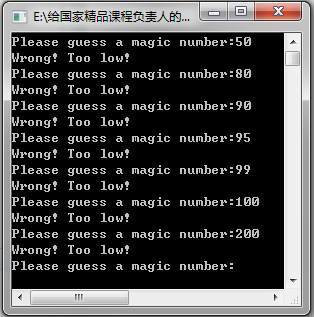 E:\给国家精品课程负责人的...
Please guess a magic number:50
Wrong! Too low!
Please guess a magic number:80
Wrong! Too low!
Please guess a magic number:90
Wrong! Too low!
Please guess a magic number:95
Wrong! Too low!
Please guess a magic number:99
Wrong! Too low!
Please guess a magic number:100
Wrong! Too low!
Please guess a magic number:200
Wrong! Too low!
Please guess a magic number: